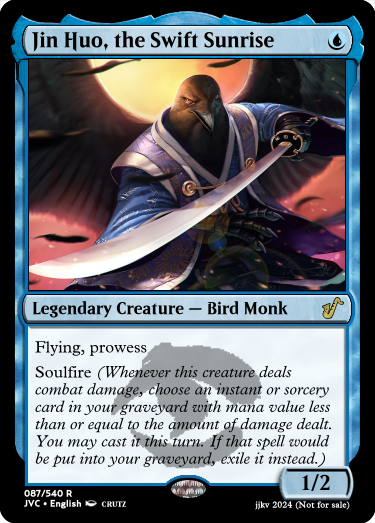 Jin Huo, the Swift Sunrise
Legendary Creature — Bird Monk
Flying, prowess
Soulfire (Whenever this creature deals
combat damage, choose an instant or sorcery
card in your graveyard with mana value less
than or equal to the amount of damage dealt.
You may cast it this turn. If that spell would
be put into your graveyard, exile it instead.)
1/2
087/540 R
JVC • English CRUTZ
jjkv 2024 (Not for sale)